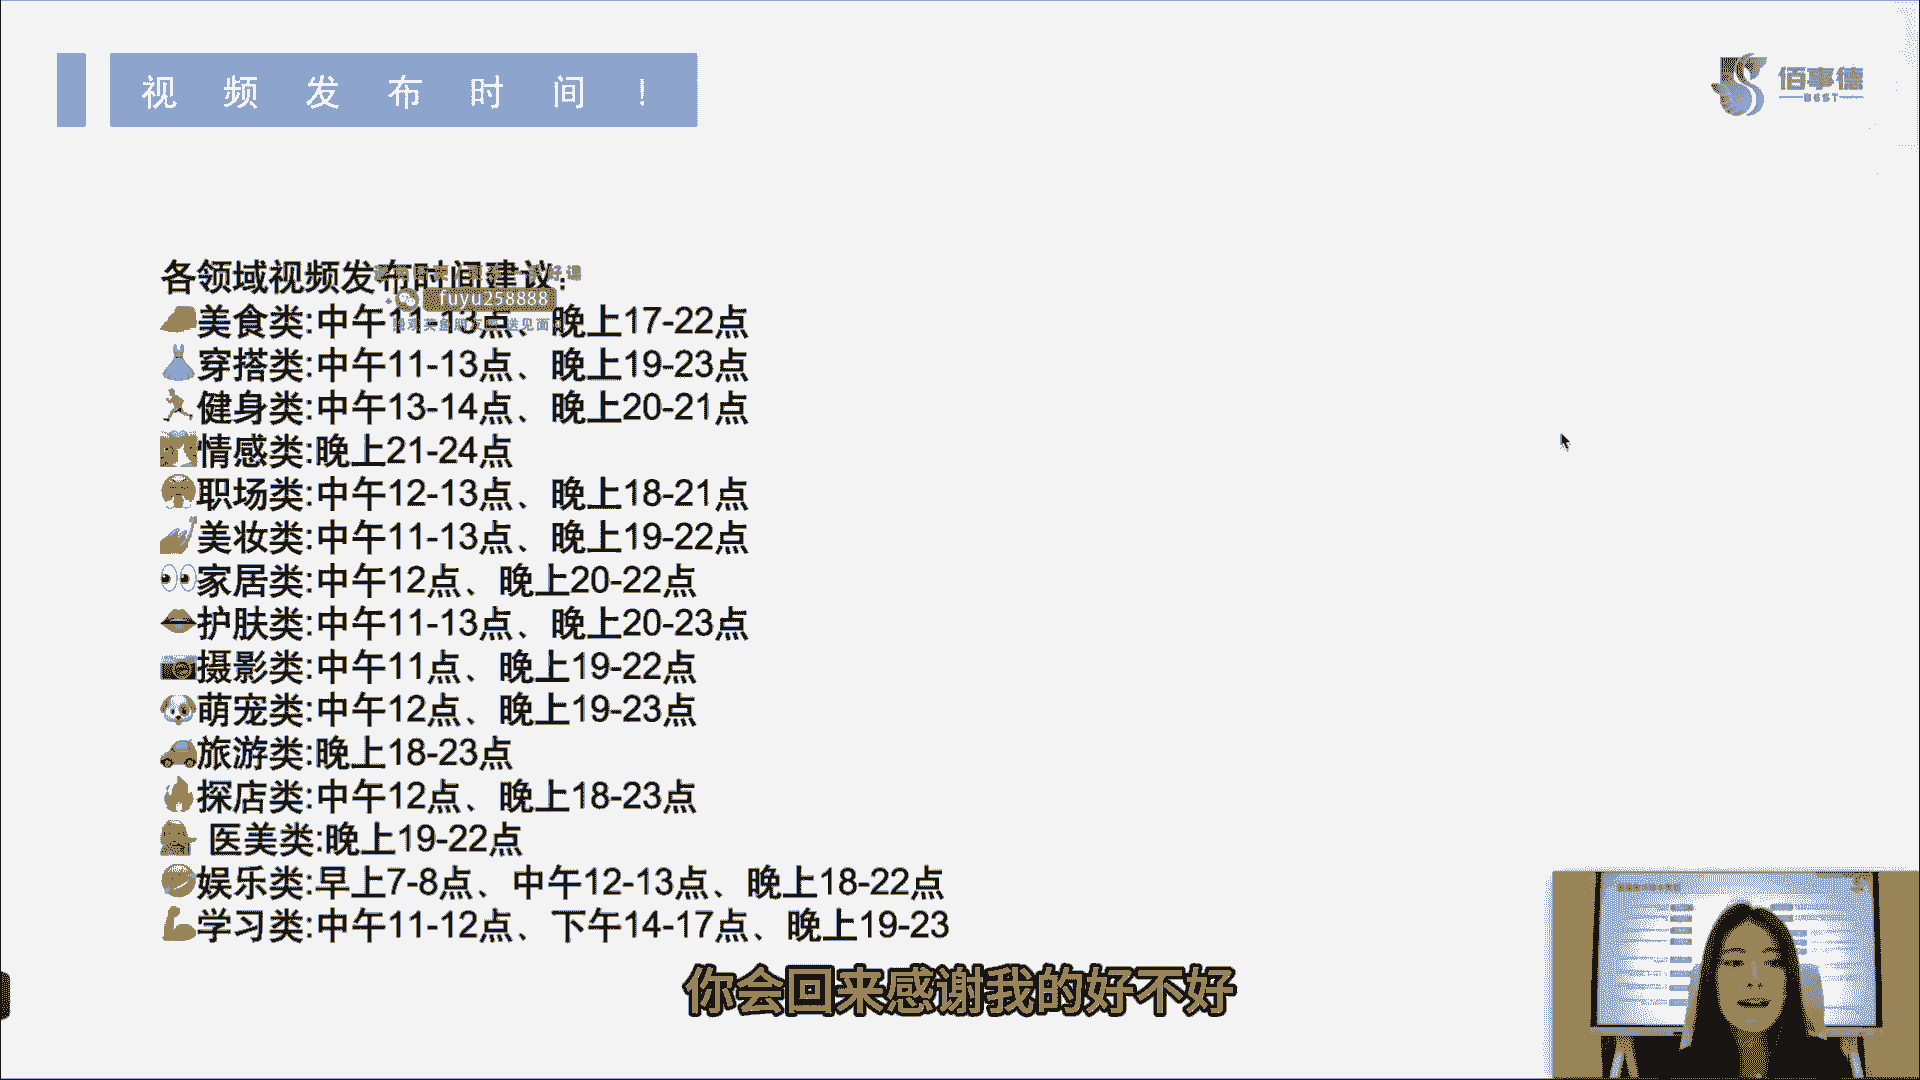 视频发布时间!
佰事德
BEST
各领域视频发布时间建议:
好课
fuyu258888
美食类:中午11-13点、晚上17-22点
送见面
穿搭类:中午11-13点、晚上19-23点
健身类:中午13-14点、晚上20-21点
情感类:晚上21-24点
职场类:中午12-13点、晚上18-21点
美妆类:中午11-13点、晚上19-22点
家居类:中午12点、晚上20-22点
护肤类:中午11-13点、晚上20-23点
摄影类:中午11点、晚上19-22点
萌宠类:中午12点、晚上19-23点
旅游类:晚上18-23点
探店类:中午12点、晚上18-23点
医美类:晚上19-22点
娱乐类:早上7-8点、中午12-13点、晚上18-22点
学习类:中午11-12点、下午14-17点、晚上19-23
你会回来感谢我的好不好